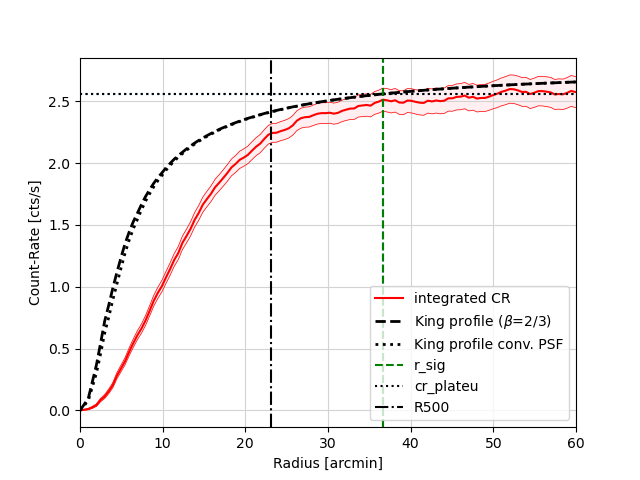 2.5
2.0
1.5
1.0
0.5
0.0
Count-Rate [cts/s]
integrated CR
King profile (β=2/3)
King profile conv. PSF
r_sig
cr_plateu
R500
0 10 20 30 40 50 60
Radius [arcmin]